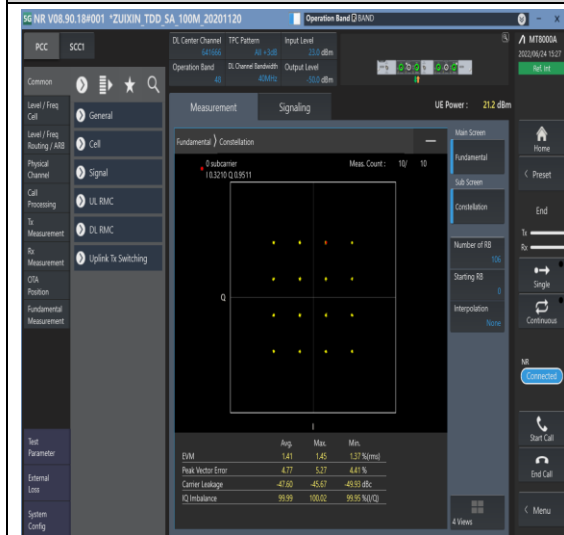 5G NR V08.90.18#001 *ZUIXIN_TDD_SA_100M_20201120
Operation Band BAND
PCC SCC1
DL Center Channel 641666
TPC Pattern All +3dB
Input Level 25.0 dBm
Operation Band 48
DL Channel Bandwidth 40MHz
Output Level -50.0 dBm
MT8000A
2022/06/24 15:27
Ref. Int
Common
Level / Freq Cell
Level / Freq Routing / ARB
Physical Channel
Call Processing
Tx Measurement
Rx Measurement
OTA Position
Fundamental Measurement
Test Parameter
External Loss
System Config
General
Cell
Signal
UL RMC
DL RMC
Uplink Tx Switching
Measurement Signaling UE Power : 21.2 dBm
Fundamental Constellation
0 subcarrier
I 0.3210 Q 0.9511
Meas. Count : 10/ 10
Q
I
Avg. Max. Min.
EVM 1.41 1.45 1.37 %(rms)
Peak Vector Error 4.77 5.27 4.41 %
Carrier Leakage -47.60 -45.67 -49.93 dBc
IQ Imbalance 99.99 100.02 99.95 %(I/Q)
Main Screen
Fundamental
Sub Screen
Constellation
Number of RB
106
Starting RB
0
Interpolation
None
4 Views
Home
< Preset
End
Tx
Rx
Single
Continuous
NR
Connected
Start Call
End Call
< Menu